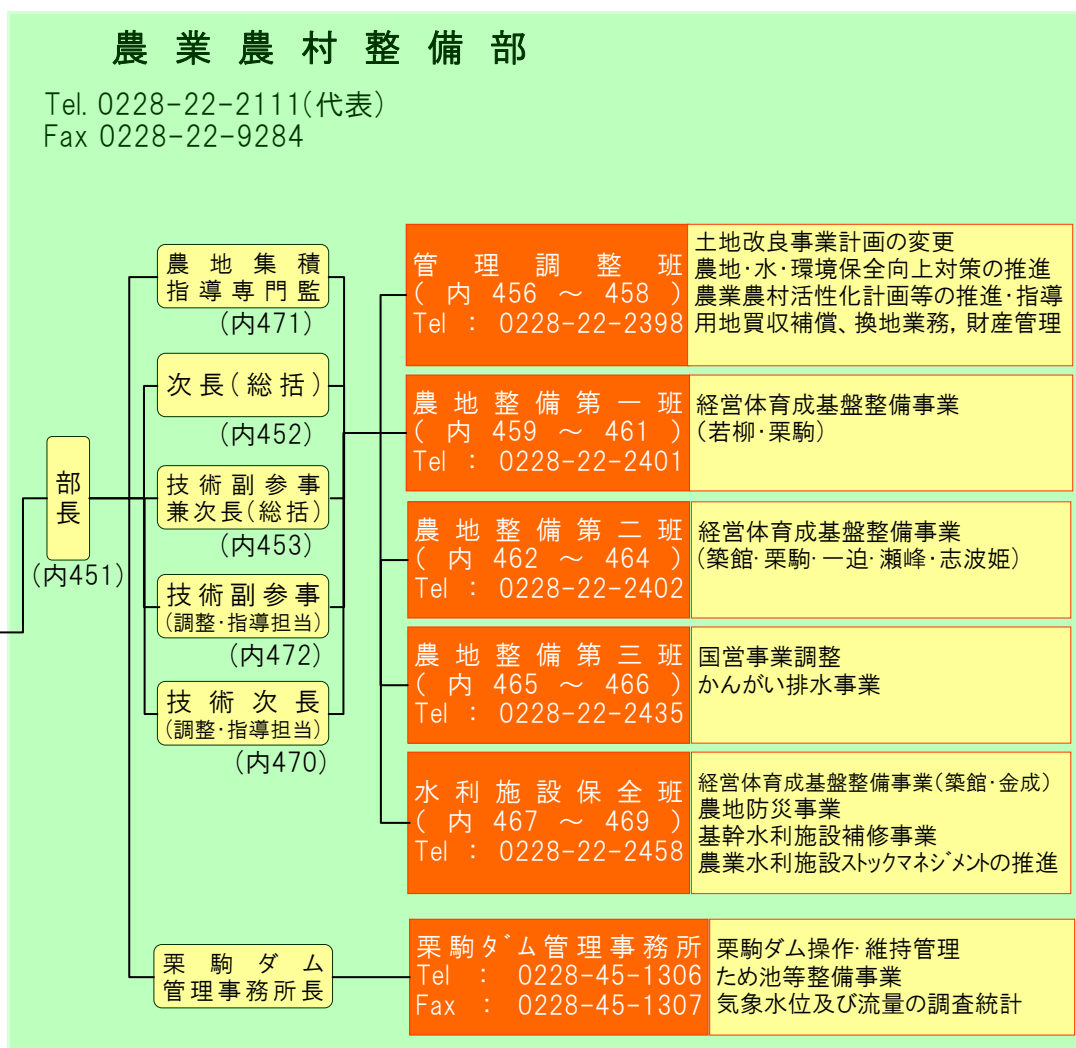 農業農村整備部
Tel. 0228-22-2111(代表)
Fax 0228-22-9284
部長
(内451)
農地集積
指導専門監
(内471)
次長(総括)
(内452)
技術副参事
兼次長(総括)
(内453)
技術副参事
(調整・指導担当)
(内472)
技術次長
(調整・指導担当)
(内470)
栗駒ダム
管理事務所長
管理調整班
(内 456 ～ 458)
Tel : 0228-22-2398
土地改良事業計画の変更
農地・水・環境保全向上対策の推進
農業農村活性化計画等の推進・指導
用地買収補償、換地業務,財産管理
農地整備第一班
(内 459 ～ 461)
Tel : 0228-22-2401
経営体育成基盤整備事業
(若柳・栗駒)
農地整備第二班
(内 462 ～ 464)
Tel : 0228-22-2402
経営体育成基盤整備事業
(築館・栗駒・一迫・瀬峰・志波姫)
農地整備第三班
(内 465 ～ 466)
Tel : 0228-22-2435
国営事業調整
かんがい排水事業
水利施設保全班
(内 467 ～ 469)
Tel : 0228-22-2458
経営体育成基盤整備事業(築館・金成)
農地防災事業
基幹水利施設補修事業
農業水利施設ストックマネジメントの推進
栗駒ダム管理事務所
Tel : 0228-45-1306
Fax : 0228-45-1307
栗駒ダム操作・維持管理
ため池等整備事業
気象水位及び流量の調査統計